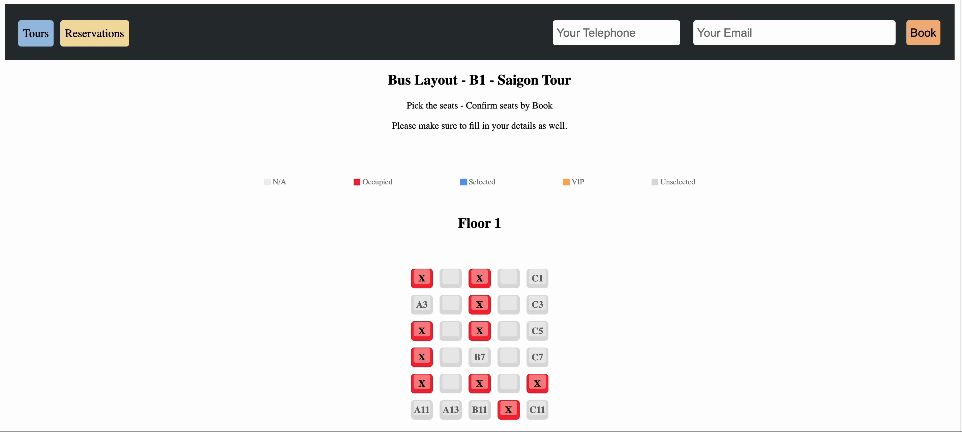 Tours Reservations Your Telephone Your Email Book
Bus Layout - B1 - Saigon Tour
Pick the seats - Confirm seats by Book
Please make sure to fill in your details as well.
N/A Occupied Selected VIP Unselected
Floor 1
X X C1
A3 X C3
X X C5
X B7 C7
X X X
A11 A13 B11 X C11